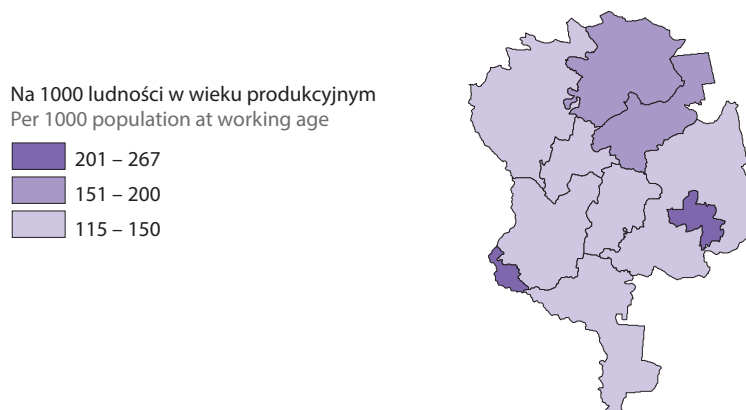 Na 1000 ludności w wieku produkcyjnym
Per 1000 population at working age
201 – 267
151 – 200
115 – 150